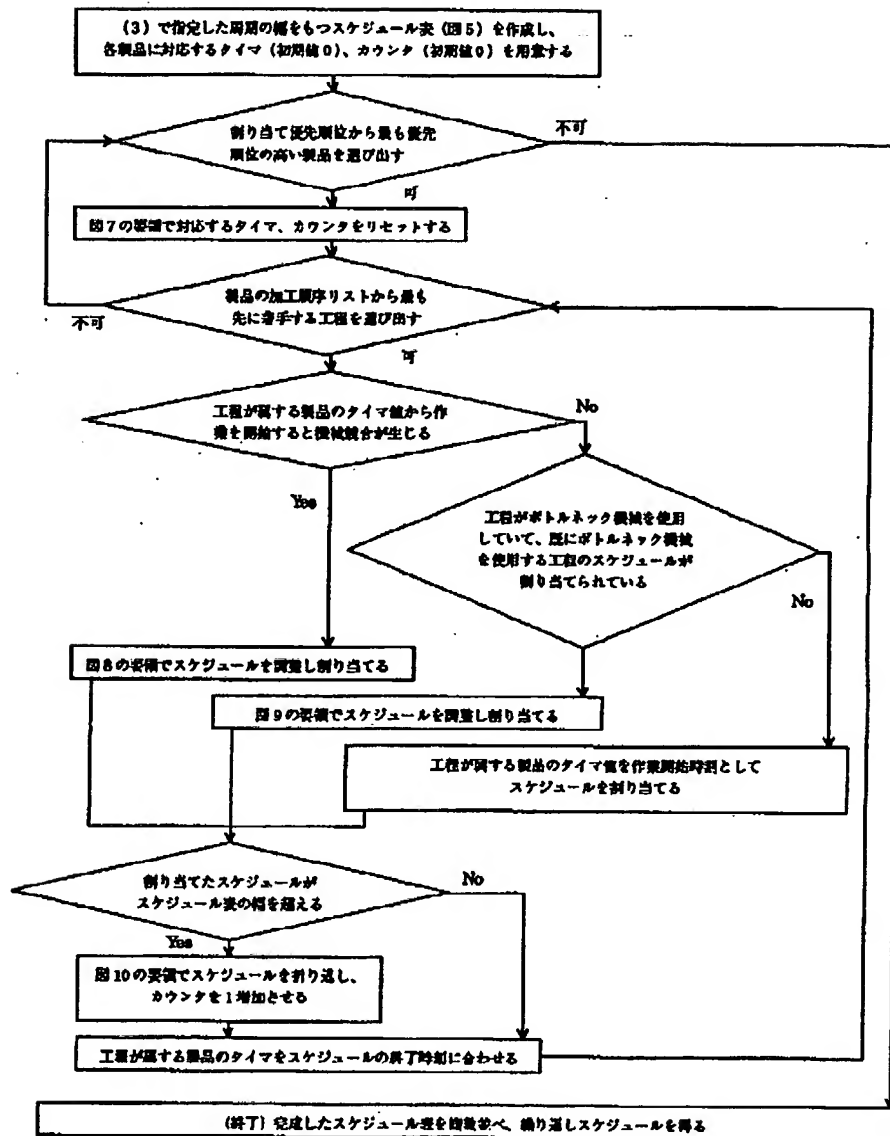 (3) で指定した周期の幅をもつスケジュール表 (図5) を作成し、
各製品に対応するタイマ (初期値0)、カウンタ (初期値0) を用意する
割り当て優先順位から最も優先
順位の高い製品を選び出す
不可
可
図7の要領で対応するタイマ、カウンタをリセットする
製品の加工順序リストから最も
先に着手する工程を選び出す
不可
可
工程が属する製品のタイマ値から作
業を開始すると機械競合が生じる
No
Yes
工程がボトルネック機械を使用
していて、既にボトルネック機械
を使用する工程のスケジュールが
割り当てられている
No
図8の要領でスケジュールを調整し割り当てる
図9の要領でスケジュールを調整し割り当てる
工程が属する製品のタイマ値を作業開始時刻として
スケジュールを割り当てる
割り当てたスケジュールが
スケジュール表の幅を超える
No
Yes
図10の要領でスケジュールを折り返し、
カウンタを1増加させる
工程が属する製品のタイマをスケジュールの終了時刻に合わせる
(終了) 完成したスケジュール表を複数並べ、繰り返しスケジュールを得る